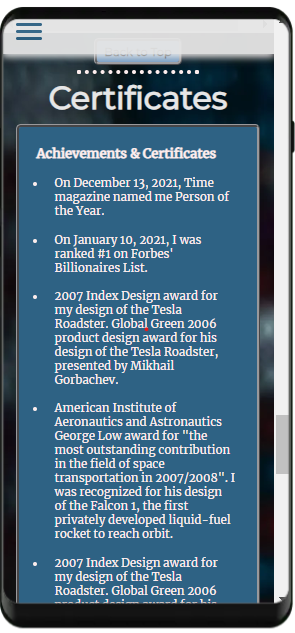 Back to Top
Certificates
Achievements & Certificates
On December 13, 2021, Time
magazine named me Person of
the Year.
On January 10, 2021, I was
ranked #1 on Forbes'
Billionaires List.
2007 Index Design award for
my design of the Tesla
Roadster. Global Green 2006
product design award for his
design of the Tesla Roadster,
presented by Mikhail
Gorbachev.
American Institute of
Aeronautics and Astronautics
George Low award for "the
most outstanding contribution
in the field of space
transportation in 2007/2008". I
was recognized for his design
of the Falcon 1, the first
privately developed liquid-fuel
rocket to reach orbit.
2007 Index Design award for
my design of the Tesla
Roadster. Global Green 2006
product design award for his